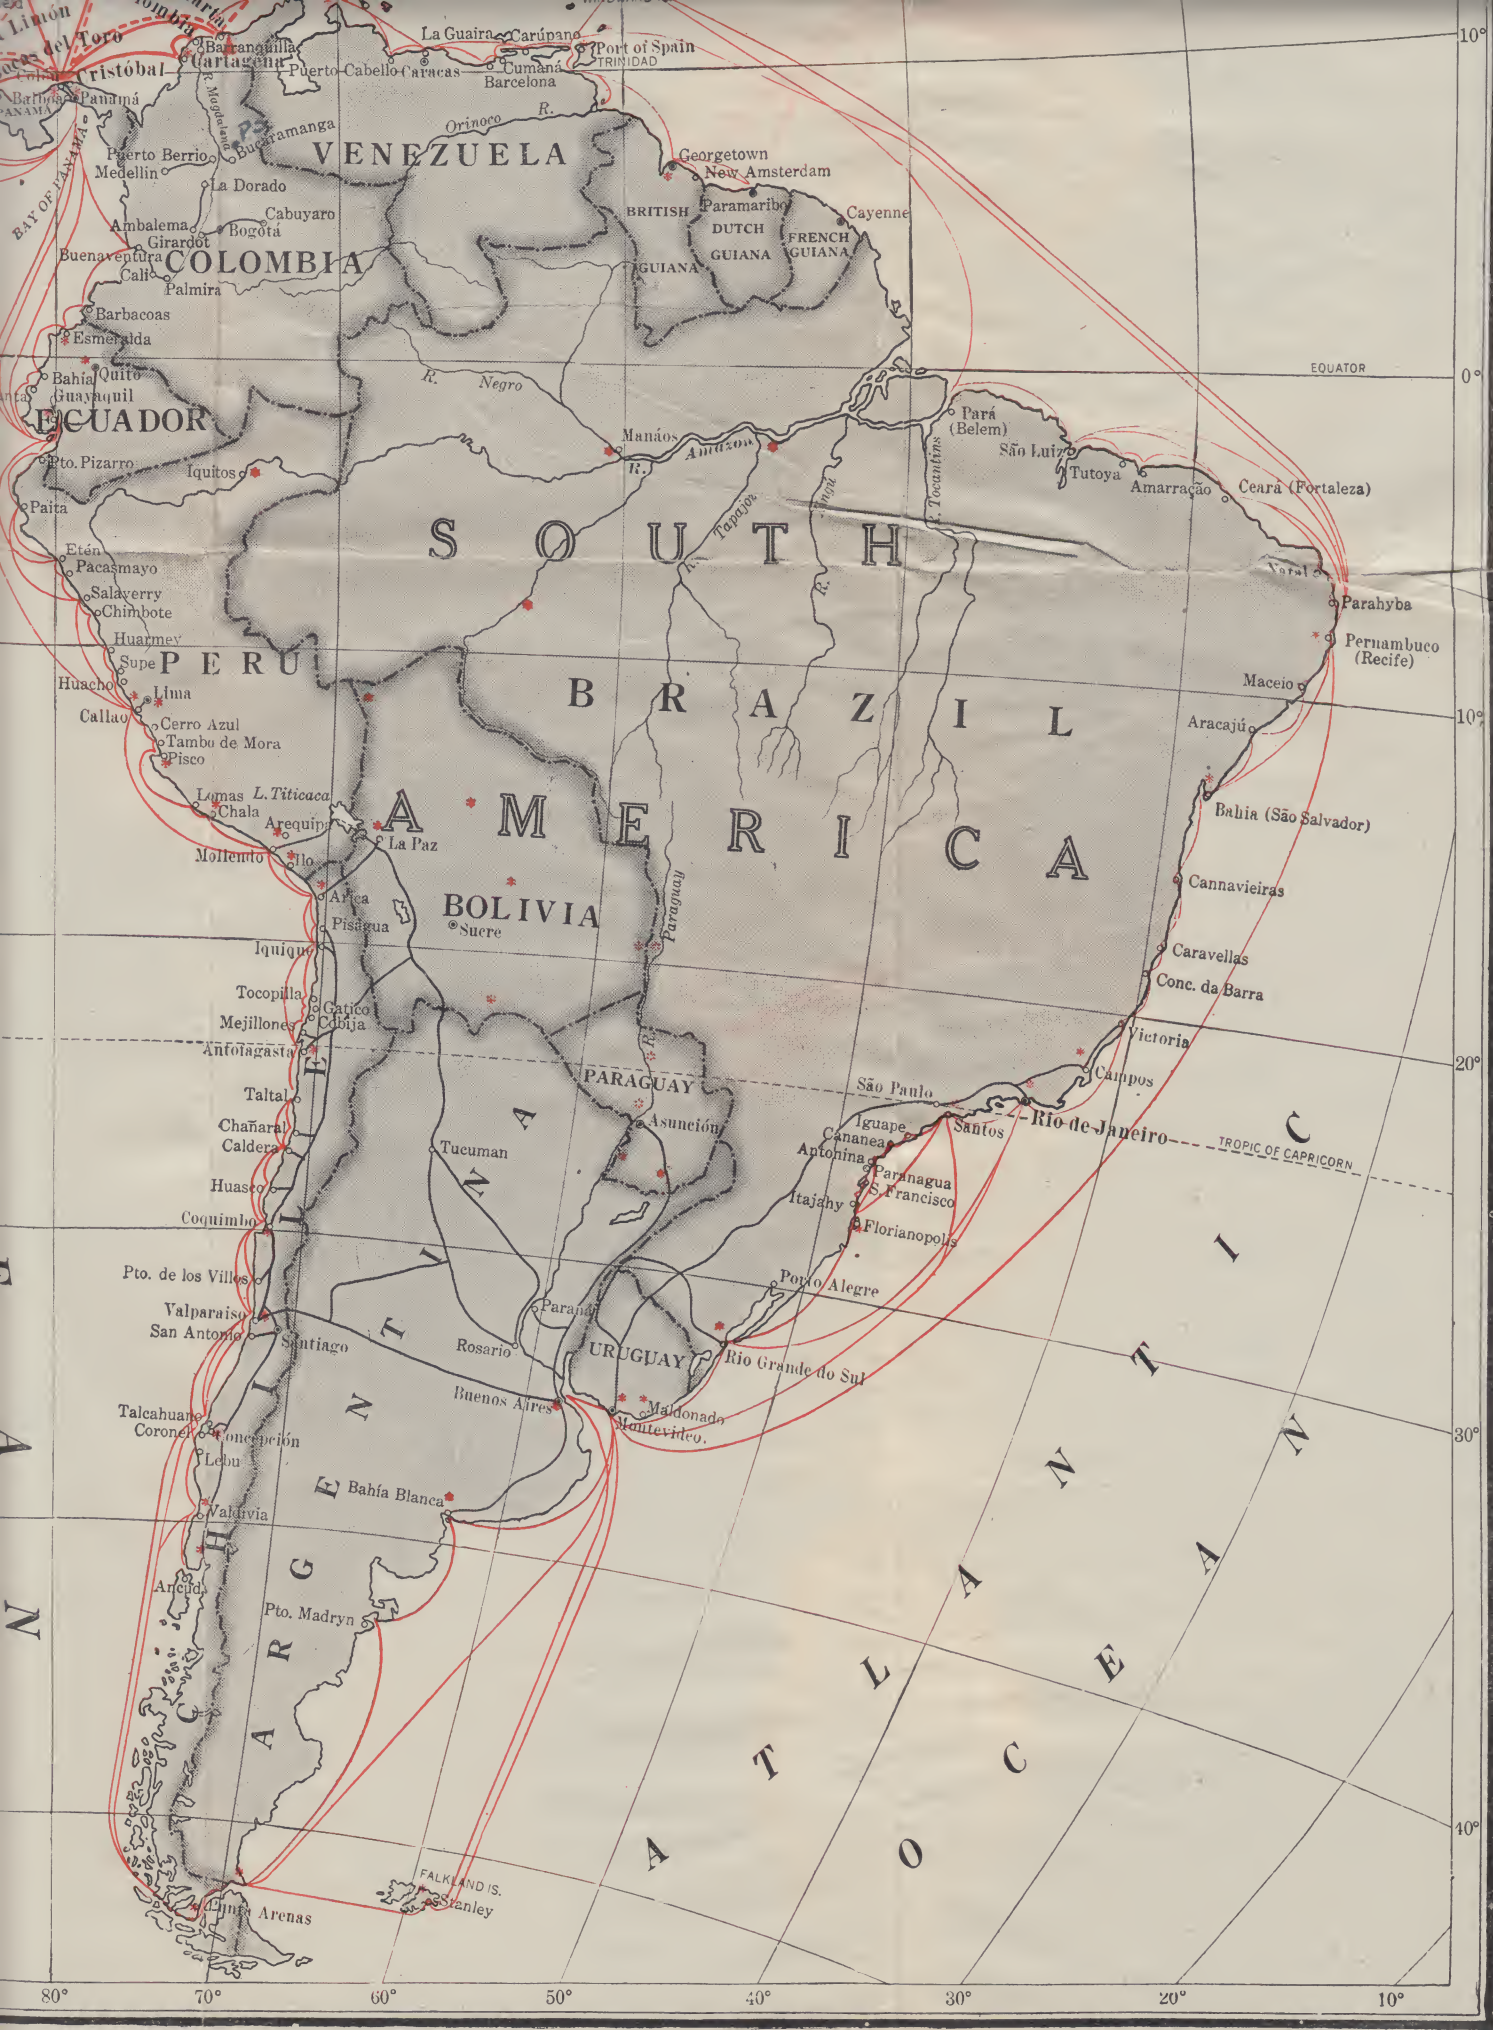 Limón
Barranquilla
La Guaira
Carúpano
Port of Spain
TRINIDAD
10°
del Toro
Cartagena
Cristóbal
Puerto Cabello
Caracas
Cumaná
Barcelona
Balboa
Panamá
PANAMÁ
R. Magdalena
BAY OF PANAMÁ
Orinoco R.
Bucaramanga
Puerto Berrio
Medellin
VENEZUELA
Georgetown
New Amsterdam
La Dorado
Cabuyaro
Ambalema
Girardót
Bogotá
BRITISH
GUIANA
Paramaribo
DUTCH
GUIANA
Cayenne
FRENCH
GUIANA
Buenaventura
Cali
COLOMBIA
Palmira
Barbacoas
Esmeralda
EQUATOR
0°
Bahía
Quito
Guayaquil
ECUADOR
R. Negro
Pará
(Belem)
Manáos
R. Amazon
São Luiz
Tutoya
Amarração
Ceará (Fortaleza)
Pto. Pizarro
Iquitos
R. Tapajoz
R. Tocantins
Paita
SOUTH
Etén
Pacasmayo
Salaverry
Chimbote
Natal
Parahyba
Pernambuco
(Recife)
Huarmey
Supe
PERU
Huacho
Lima
Callao
Maceio
BRAZIL
10°
Aracajú
Cerro Azul
Tambo de Mora
Pisco
Lomas
L. Titicaca
Chala
AMERICA
Bahia (São Salvador)
Arequipa
La Paz
Mollendo
Ilo
Arica
Cannavieiras
BOLIVIA
Sucre
R. Paraguay
Pisagua
Iquique
Caravellas
Conc. da Barra
Tocopilla
Gatico
Cobija
Mejillones
Antofagasta
Victoria
20°
Campos
PARAGUAY
São Paulo
Taltal
Asunción
Iguape
Santos
Rio de Janeiro
TROPIC OF CAPRICORN
Cananea
Antonina
Paranagua
S. Francisco
Chañaral
Caldera
Tucuman
Huasco
Itajahy
Florianopolis
Coquimbo
Pto. de los Villos
Porto Alegre
Valparaiso
San Antonio
Santiago
Paraná
Rosario
URUGUAY
Rio Grande do Sul
Buenos Aires
Maldonado
Montevideo.
Talcahuano
Coronel
Concepción
Lebu
30°
Bahía Blanca
Valdivia
Ancud
Pto. Madryn
CHILE
ARGENTINA
ATLANTIC
OCEAN
40°
FALKLAND IS.
Stanley
Punta Arenas
80° 70° 60° 50° 40° 30° 20° 10°